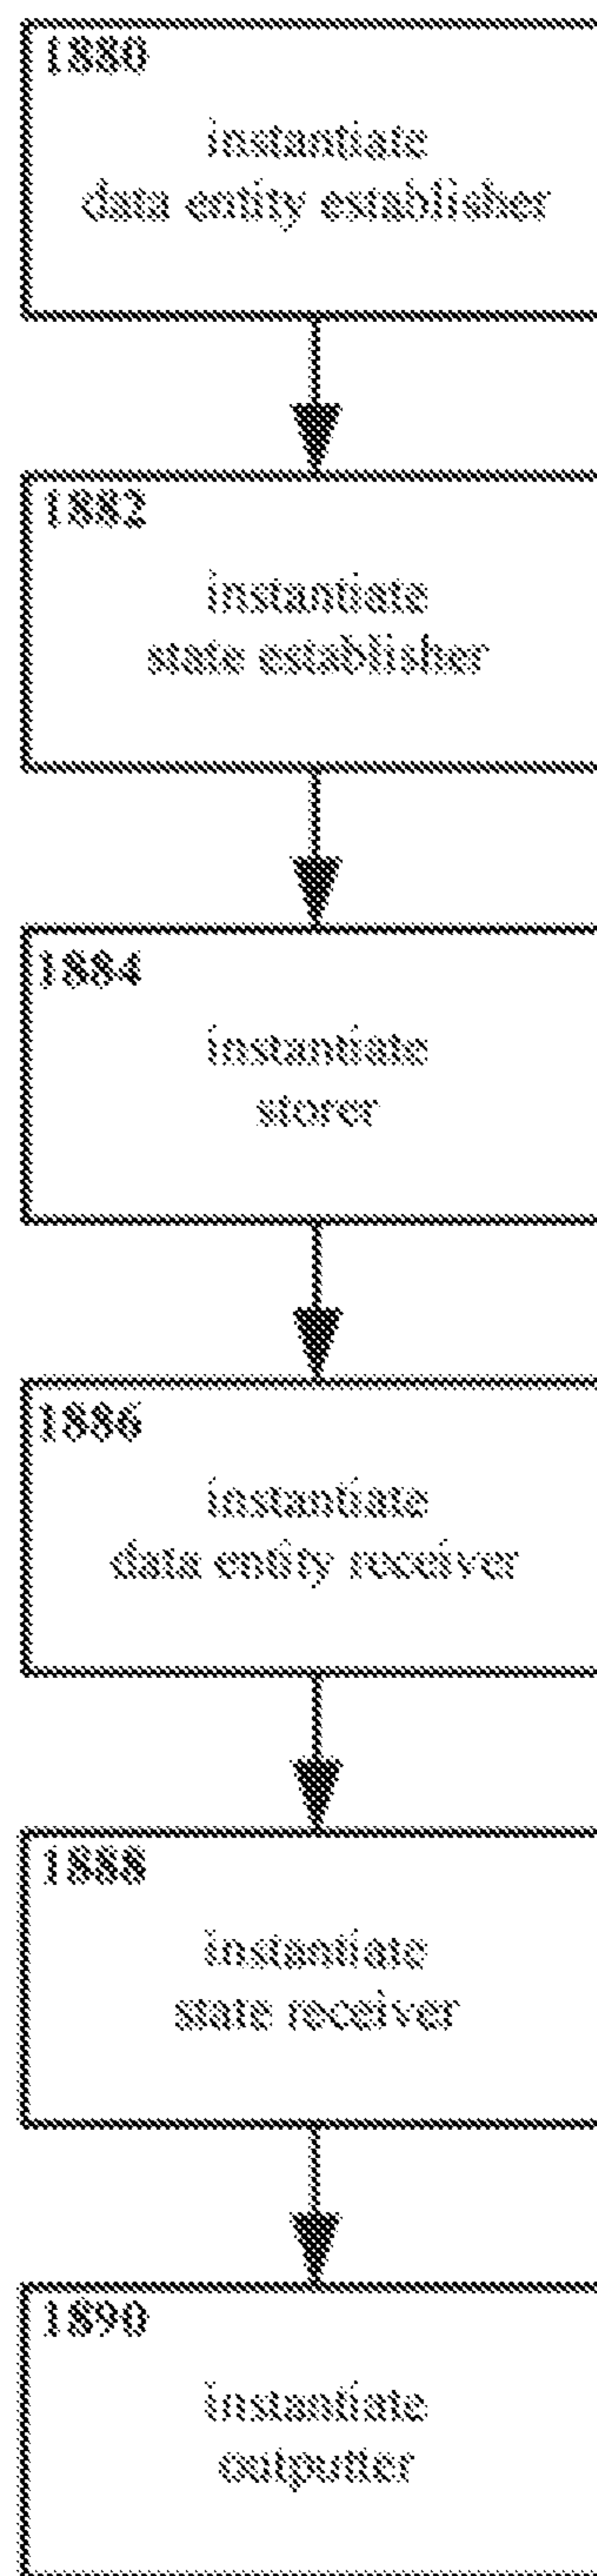 1880
instantiate
data entity establisher
1882
instantiate
state establisher
1884
instantiate
storer
1886
instantiate
data entity receiver
1888
instantiate
state receiver
1890
instantiate
outputter